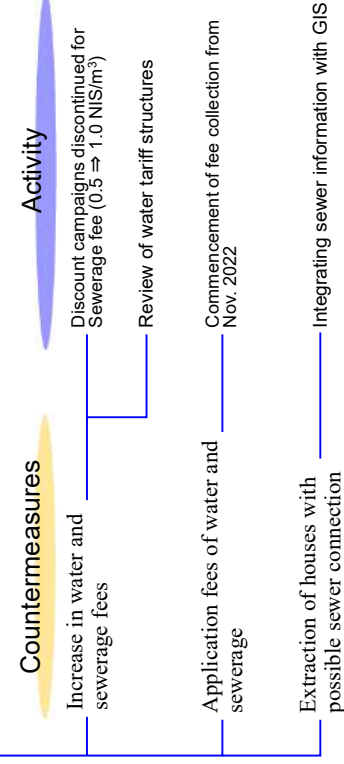 Countermeasures
Activity
Increase in water and
sewerage fees
Discount campaigns discontinued for
Sewerage fee (0.5 ⇒ 1.0 NIS/m³)
Review of water tariff structures
Application fees of water and
sewerage
Commencement of fee collection from
Nov. 2022
Extraction of houses with
possible sewer connection
Integrating sewer information with GIS